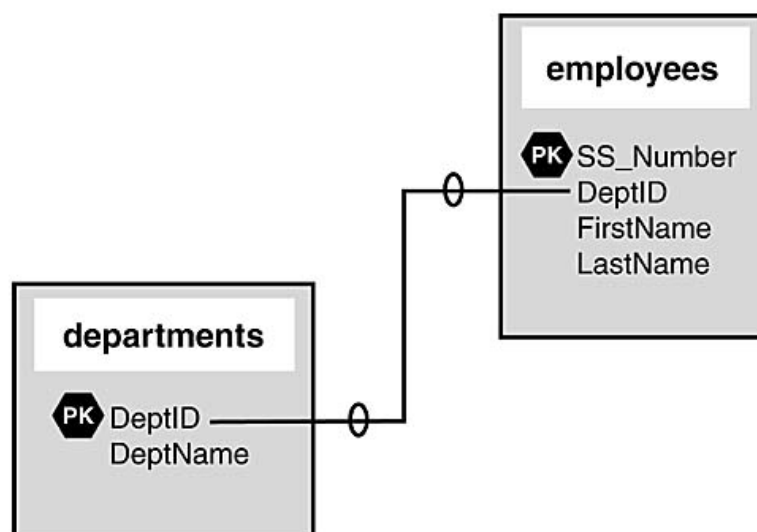 employees
PK SS_Number
DeptID
FirstName
LastName
departments
PK DeptID
DeptName